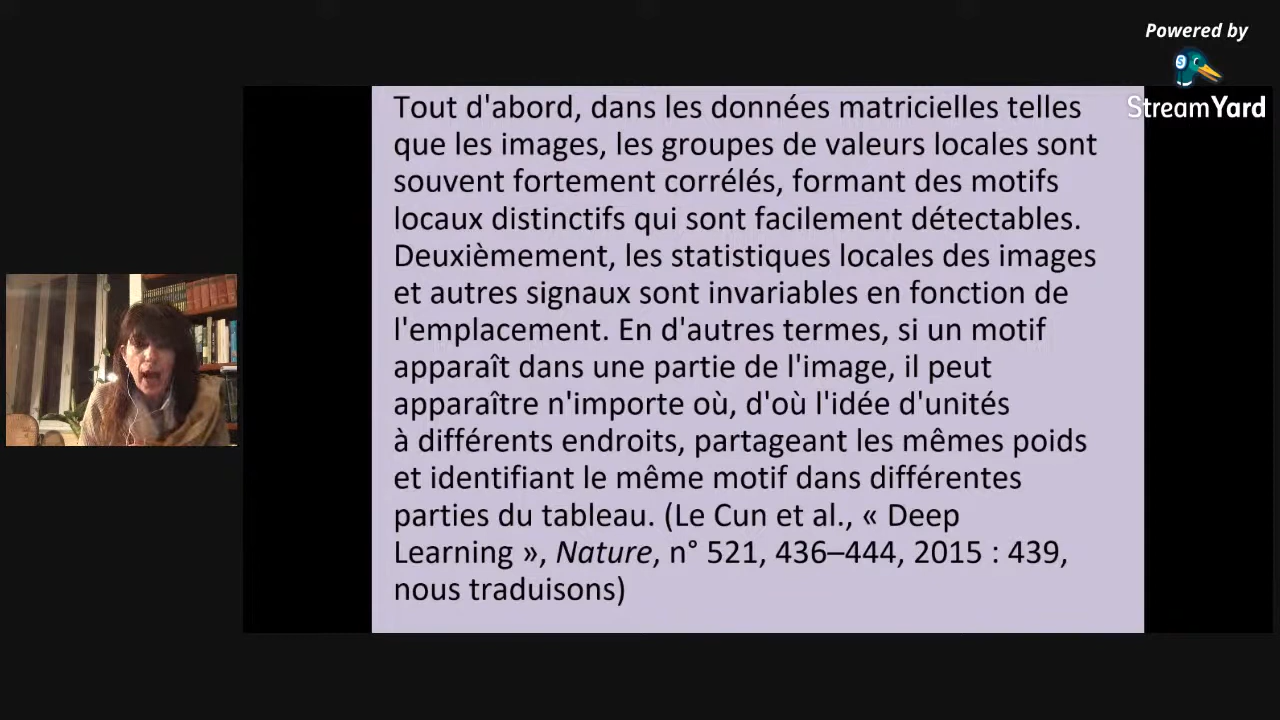 Powered by
StreamYard
Tout d'abord, dans les données matricielles telles
que les images, les groupes de valeurs locales sont
souvent fortement corrélés, formant des motifs
locaux distinctifs qui sont facilement détectables.
Deuxièmement, les statistiques locales des images
et autres signaux sont invariables en fonction de
l'emplacement. En d'autres termes, si un motif
apparaît dans une partie de l'image, il peut
apparaître n'importe où, d'où l'idée d'unités
à différents endroits, partageant les mêmes poids
et identifiant le même motif dans différentes
parties du tableau. (Le Cun et al., « Deep
Learning », Nature, n° 521, 436–444, 2015 : 439,
nous traduisons)